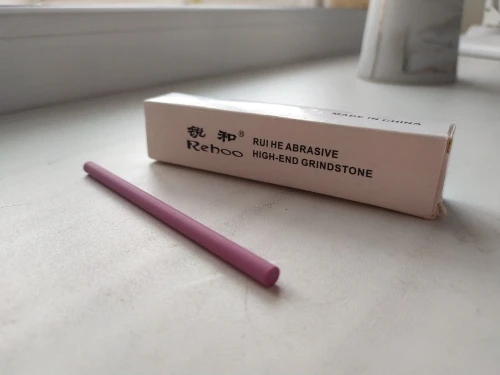 锐和®
Rehoo
RUI HE ABRASIVE
HIGH-END GRINDSTONE
MADE IN CHINA